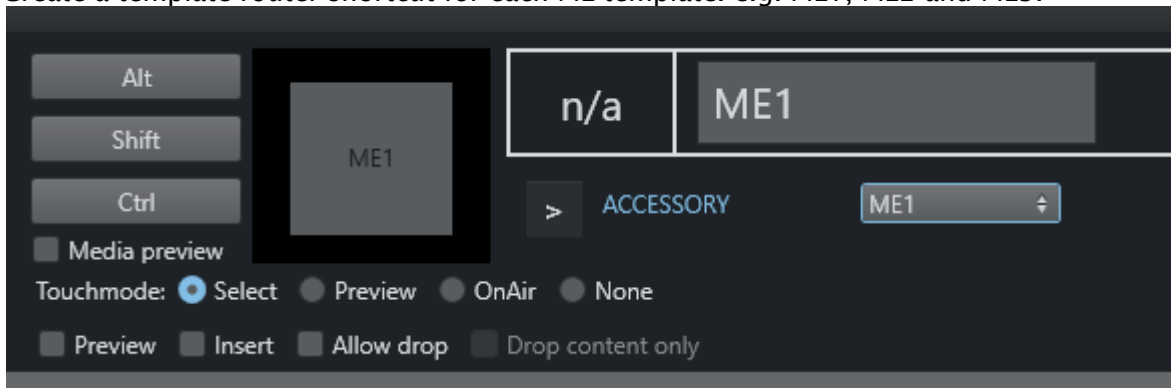 Create a template router shortcut for each ME template. e.g. ME1, ME2 and ME3.
Alt
Shift
Ctrl
Media preview
ME1
n/a
ME1
>
ACCESSORY
ME1
Touchmode: Select Preview OnAir None
Preview Insert Allow drop Drop content only